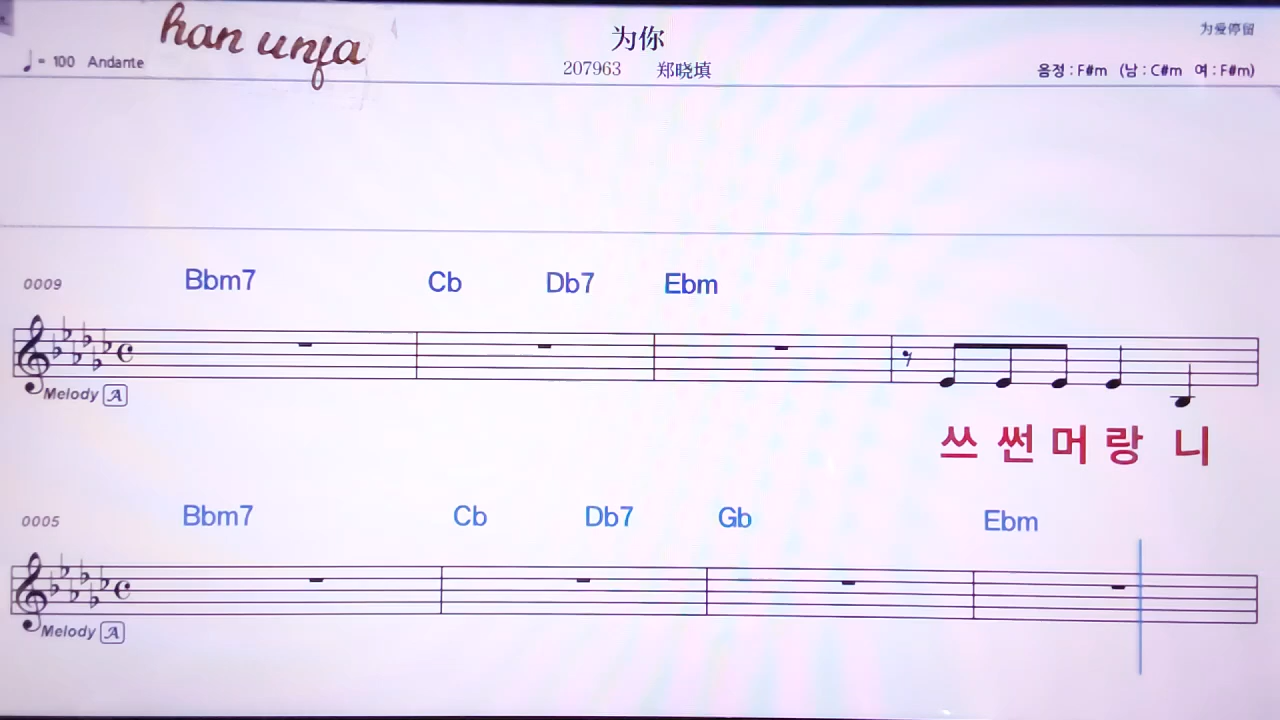 han unfa
为你
为爱停留
♩= 100 Andante
207963 郑晓填
음정 : F#m (남 : C#m 여 : F#m)
0009 Bbm7 Cb Db7 Ebm
Melody A
쓰 썬 머 랑 니
0005 Bbm7 Cb Db7 Gb Ebm
Melody A